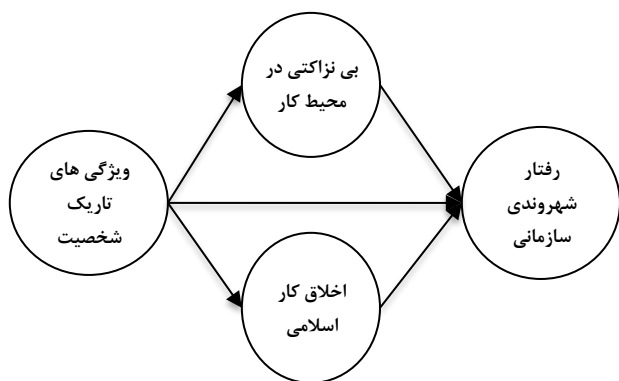 بی نزاکتی در
محیط کار
ویژگی های
تاریک
شخصیت
رفتار
شهروندی
سازمانی
اخلاق کار
اسلامی